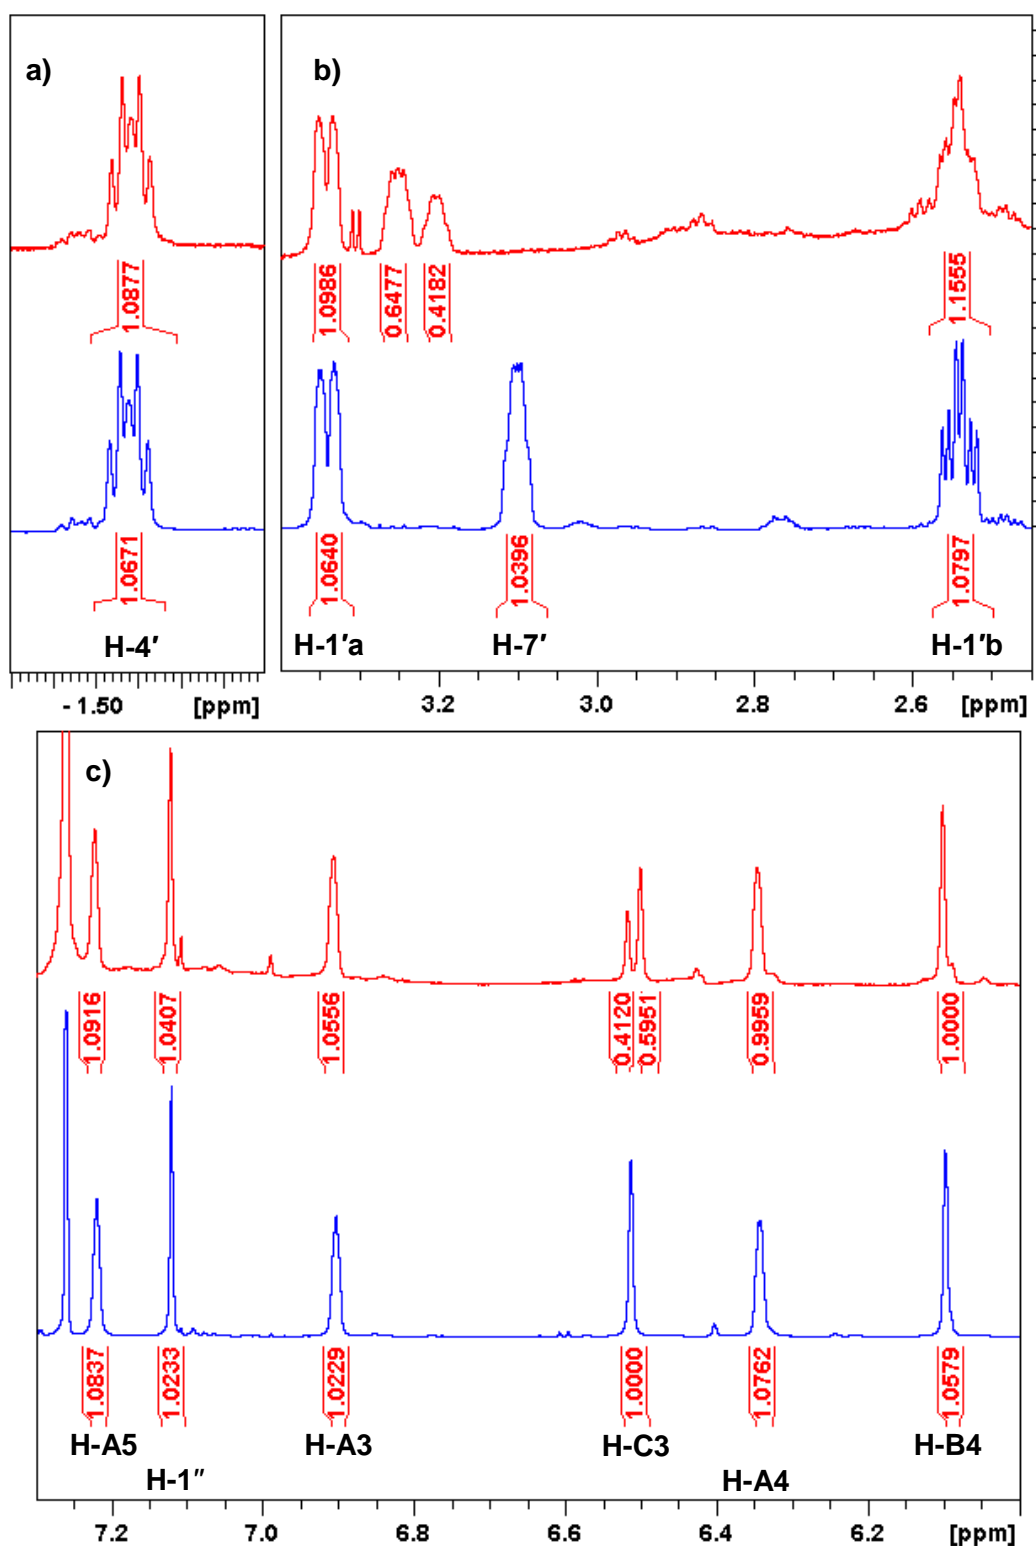 a)
b)
1.0877
1.0986
0.6477
0.4182
1.1555
1.0671
1.0640
1.0396
1.0797
H-4′
H-1′a
H-7′
H-1′b
-1.50 [ppm]
3.2 3.0 2.8 2.6 [ppm]
c)
1.0916
1.0407
1.0556
0.4120
0.5951
0.9959
1.0000
1.0837
1.0233
1.0229
1.0000
1.0762
1.0579
H-A5
H-A3
H-C3
H-B4
H-1″
H-A4
7.2 7.0 6.8 6.6 6.4 6.2 [ppm]